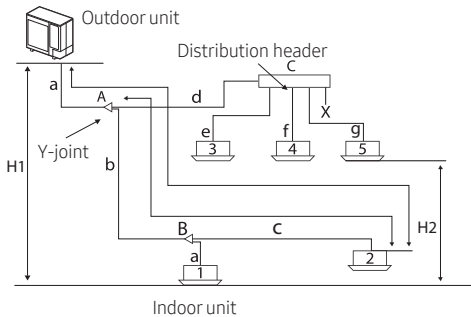 Outdoor unit
Distribution header
C
a
A
d
X
e
f
g
3
4
5
Y-joint
H1
b
H2
B
c
a
2
1
Indoor unit